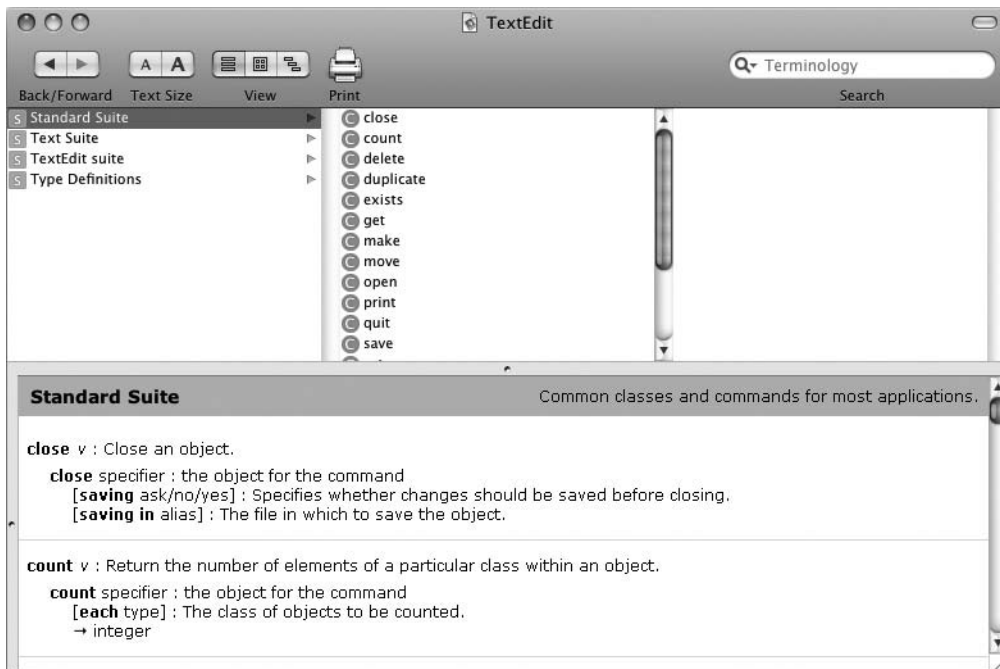 TextEdit
A A
Terminology
Back/Forward Text Size View Print Search
S Standard Suite
S Text Suite
S TextEdit suite
S Type Definitions
C close
C count
C delete
C duplicate
C exists
C get
C make
C move
C open
C print
C quit
C save
Standard Suite Common classes and commands for most applications.
close v : Close an object.
close specifier : the object for the command
[saving ask/no/yes] : Specifies whether changes should be saved before closing.
[saving in alias] : The file in which to save the object.
count v : Return the number of elements of a particular class within an object.
count specifier : the object for the command
[each type] : The class of objects to be counted.
→ integer